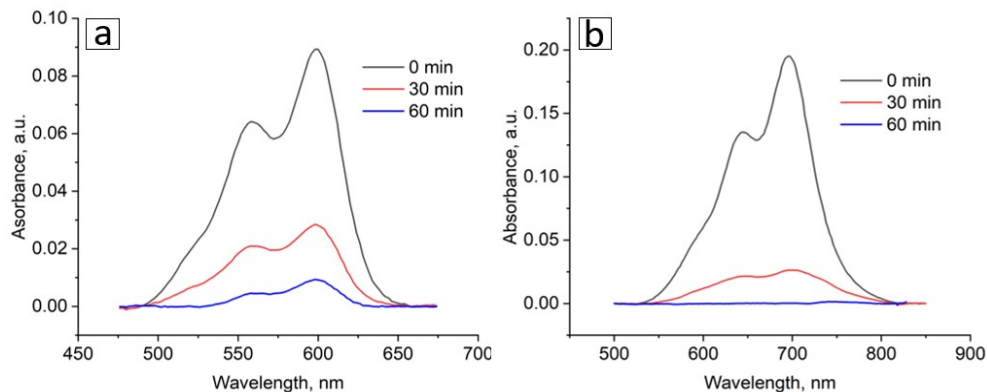 a
0 min
30 min
60 min
Asorbance, a.u.
0.10
0.08
0.06
0.04
0.02
0.00
450 500 550 600 650 700
Wavelength, nm
b
0 min
30 min
60 min
Absorbance, a.u.
0.20
0.15
0.10
0.05
0.00
500 600 700 800 900
Wavelength, nm